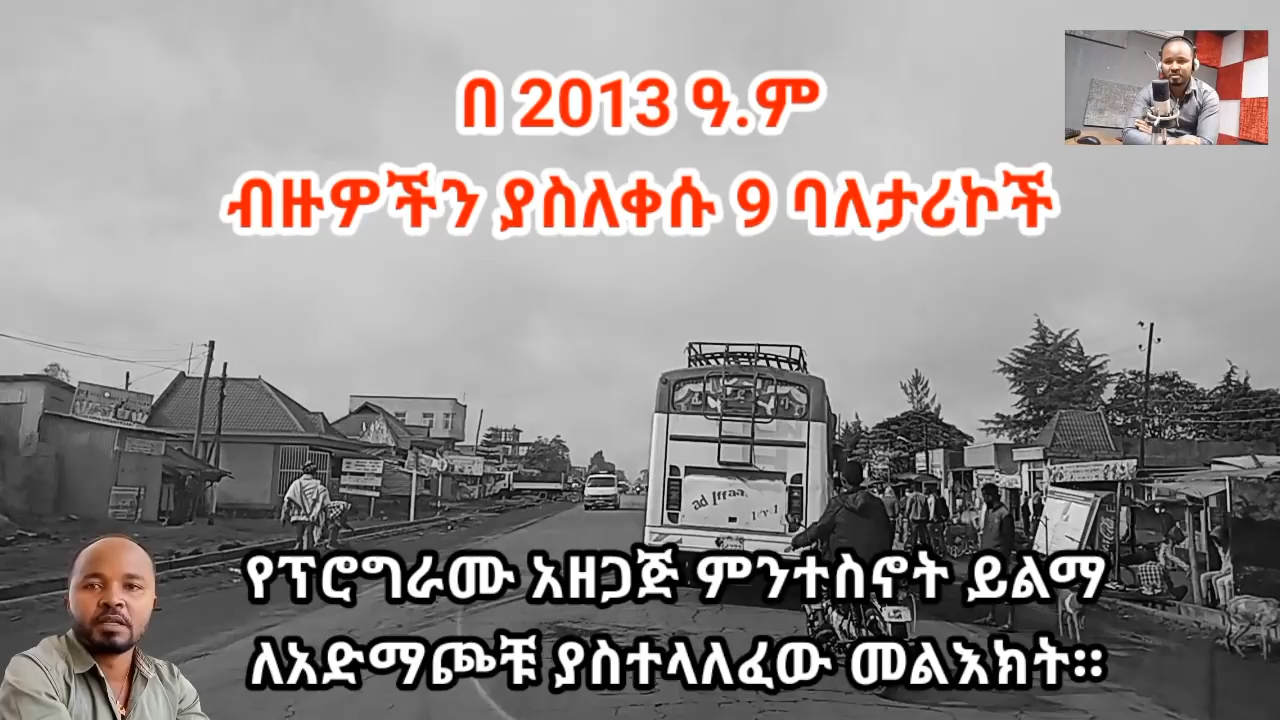 በ 2013 ዓ.ም
ብዙዎችን ያስለቀሱ 9 ባለታሪኮች
የፕሮግራሙ አዘጋጅ ምንተስኖት ይልማ
ለአድማጮቹ ያስተላለፈው መልእክት።